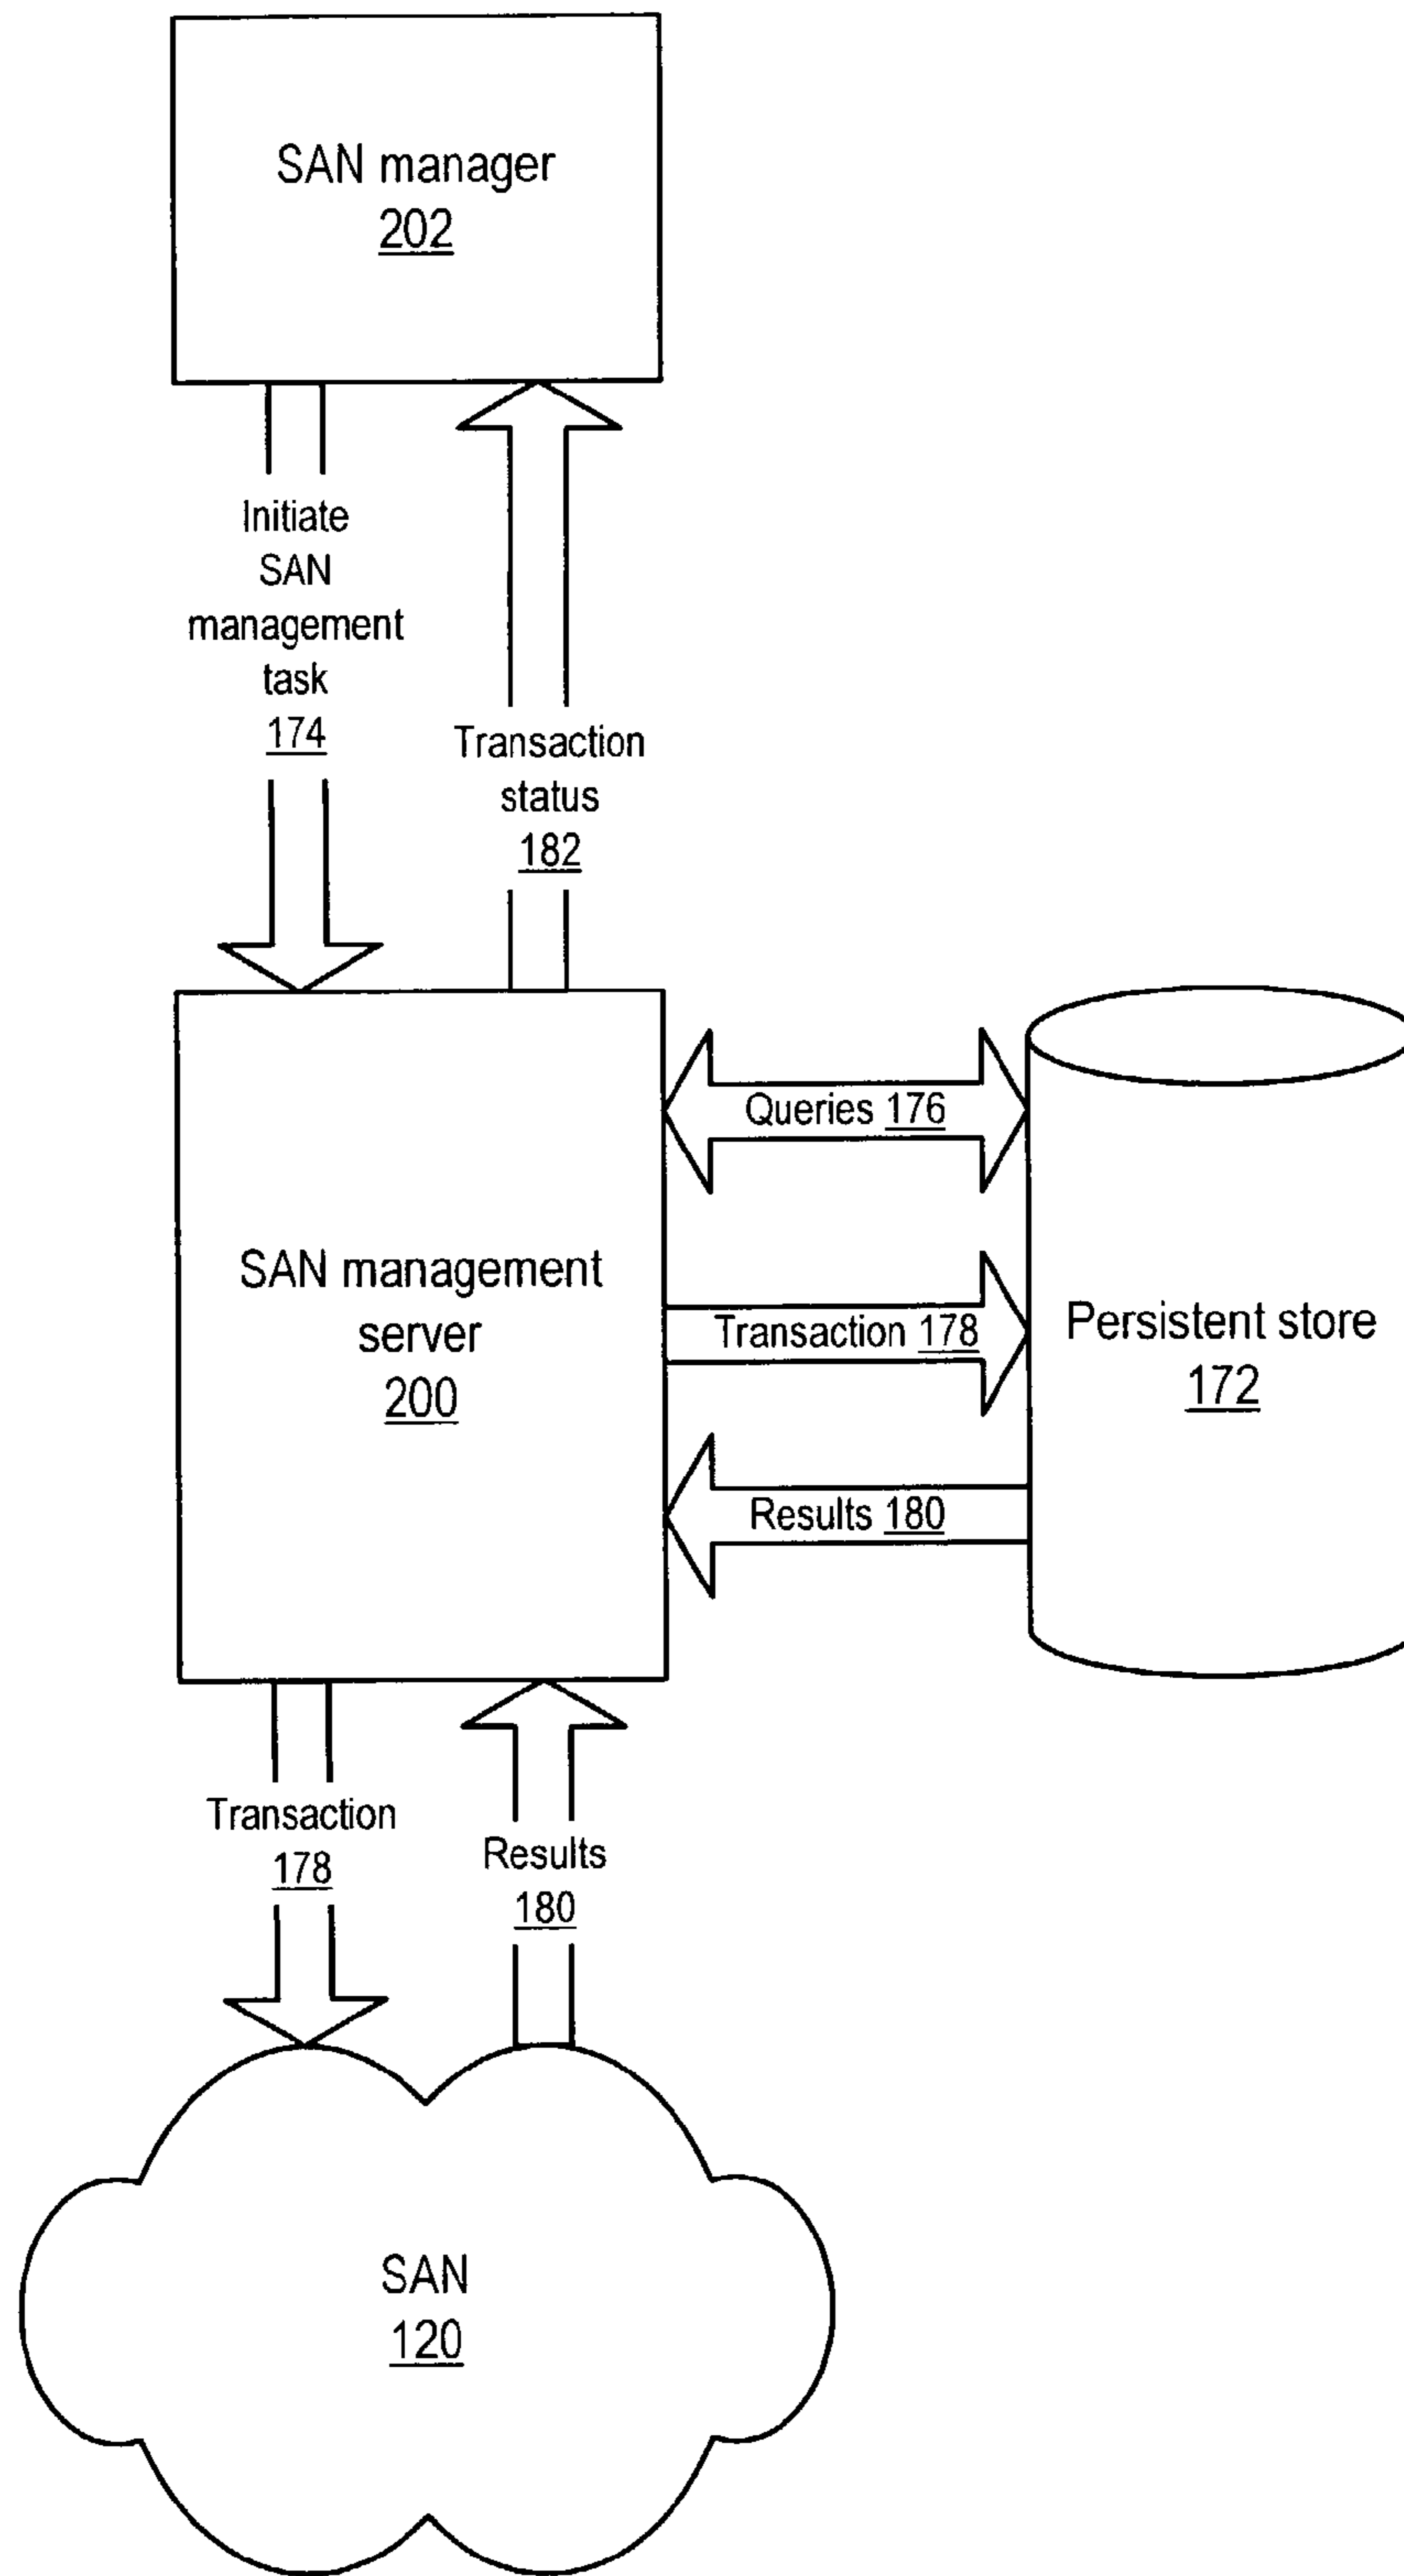 SAN manager
202
Initiate
SAN
management
task
174
Transaction
status
182
Queries 176
SAN management
server
200
Transaction 178
Persistent store
172
Results 180
Transaction
178
Results
180
SAN
120